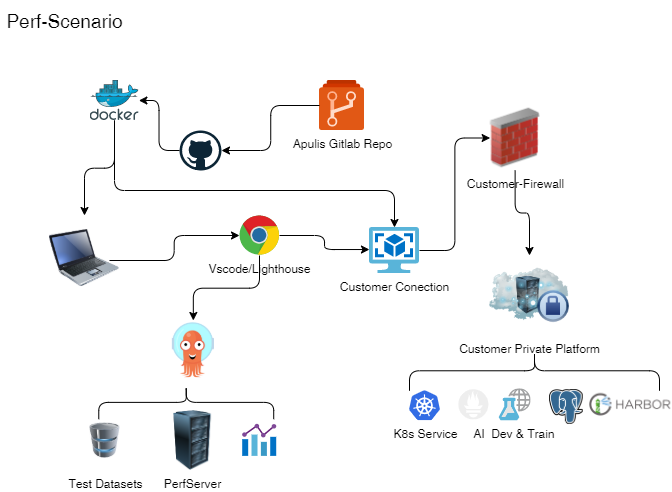 Perf-Scenario
docker
Apulis Gitlab Repo
Customer-Firewall
Vscode/Lighthouse
Customer Conection
Customer Private Platform
HARBOR
K8s Service
AI
Dev & Train
Test Datasets
PerfServer